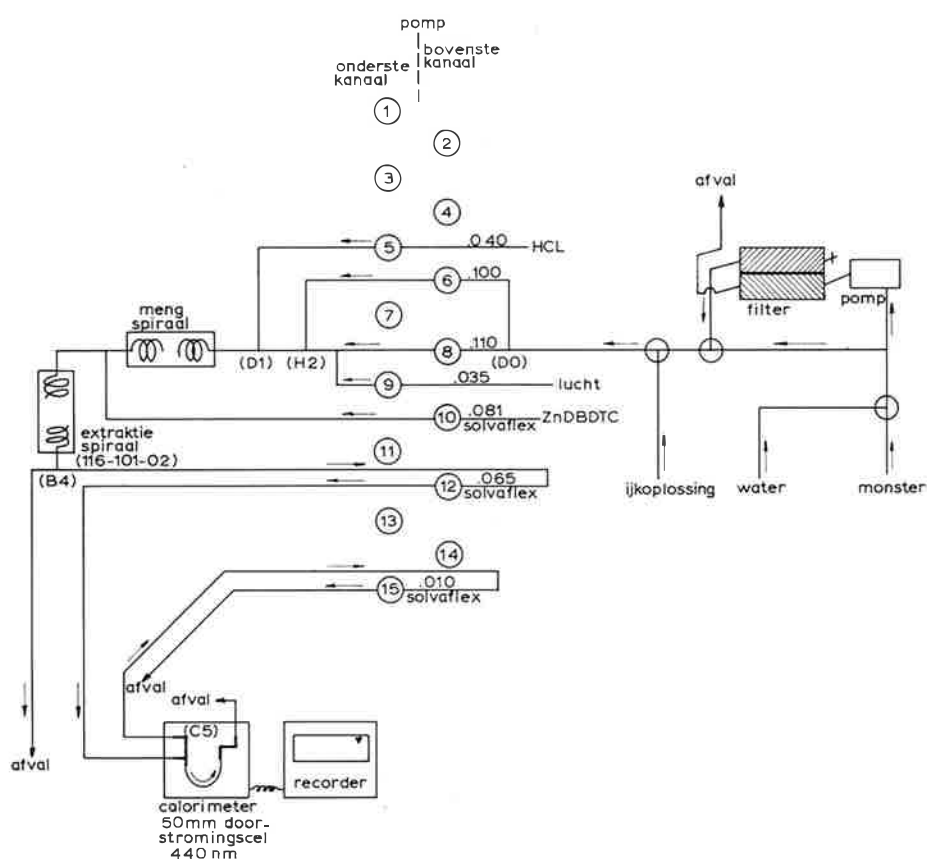 pomp
onderste
kanaal
bovenste
kanaal
1
2
3
4
afval
5
.040
HCL
6
.100
filter
pomp
7
meng
spiraal
(D1)
(H2)
8
.110
(D0)
9
.035
lucht
10
.081
solvaflex
ZnDBDTC
extraktie
spiraal
(116-101-02)
11
(B4)
12
.065
solvaflex
ijkoplossing
water
monster
13
14
15
.010
solvaflex
afval
afval
(C5)
afval
recorder
calorimeter
50mm door-
stromingscel
440 nm